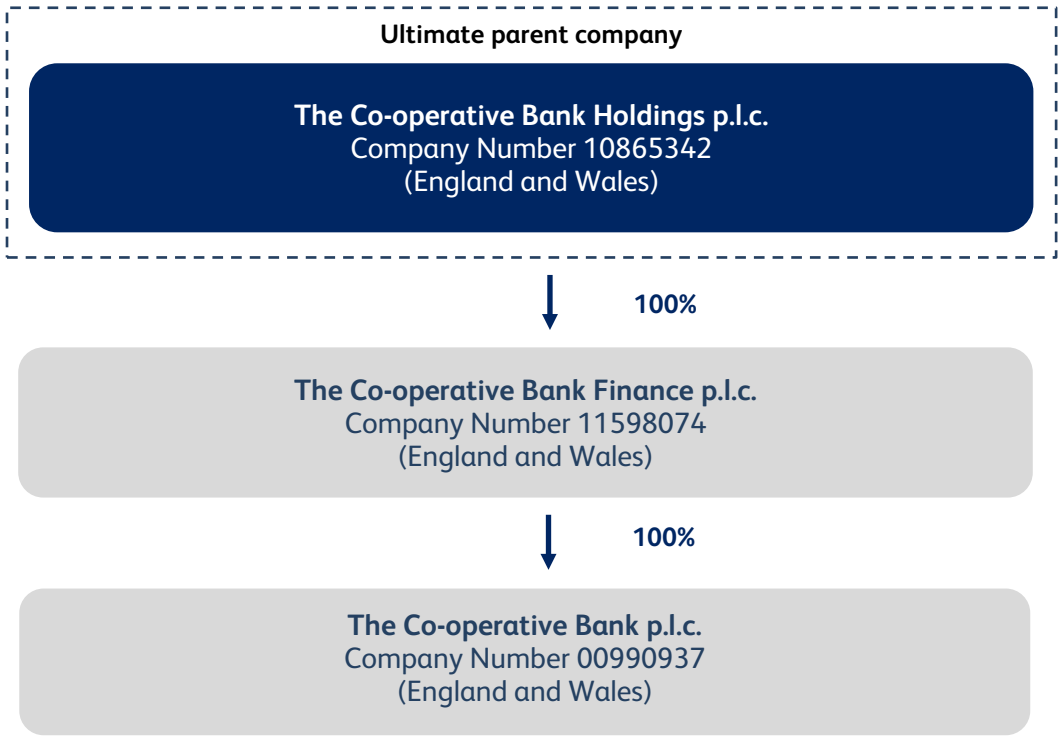 Ultimate parent company
The Co-operative Bank Holdings p.l.c.
Company Number 10865342
(England and Wales)
100%
The Co-operative Bank Finance p.l.c.
Company Number 11598074
(England and Wales)
100%
The Co-operative Bank p.l.c.
Company Number 00990937
(England and Wales)